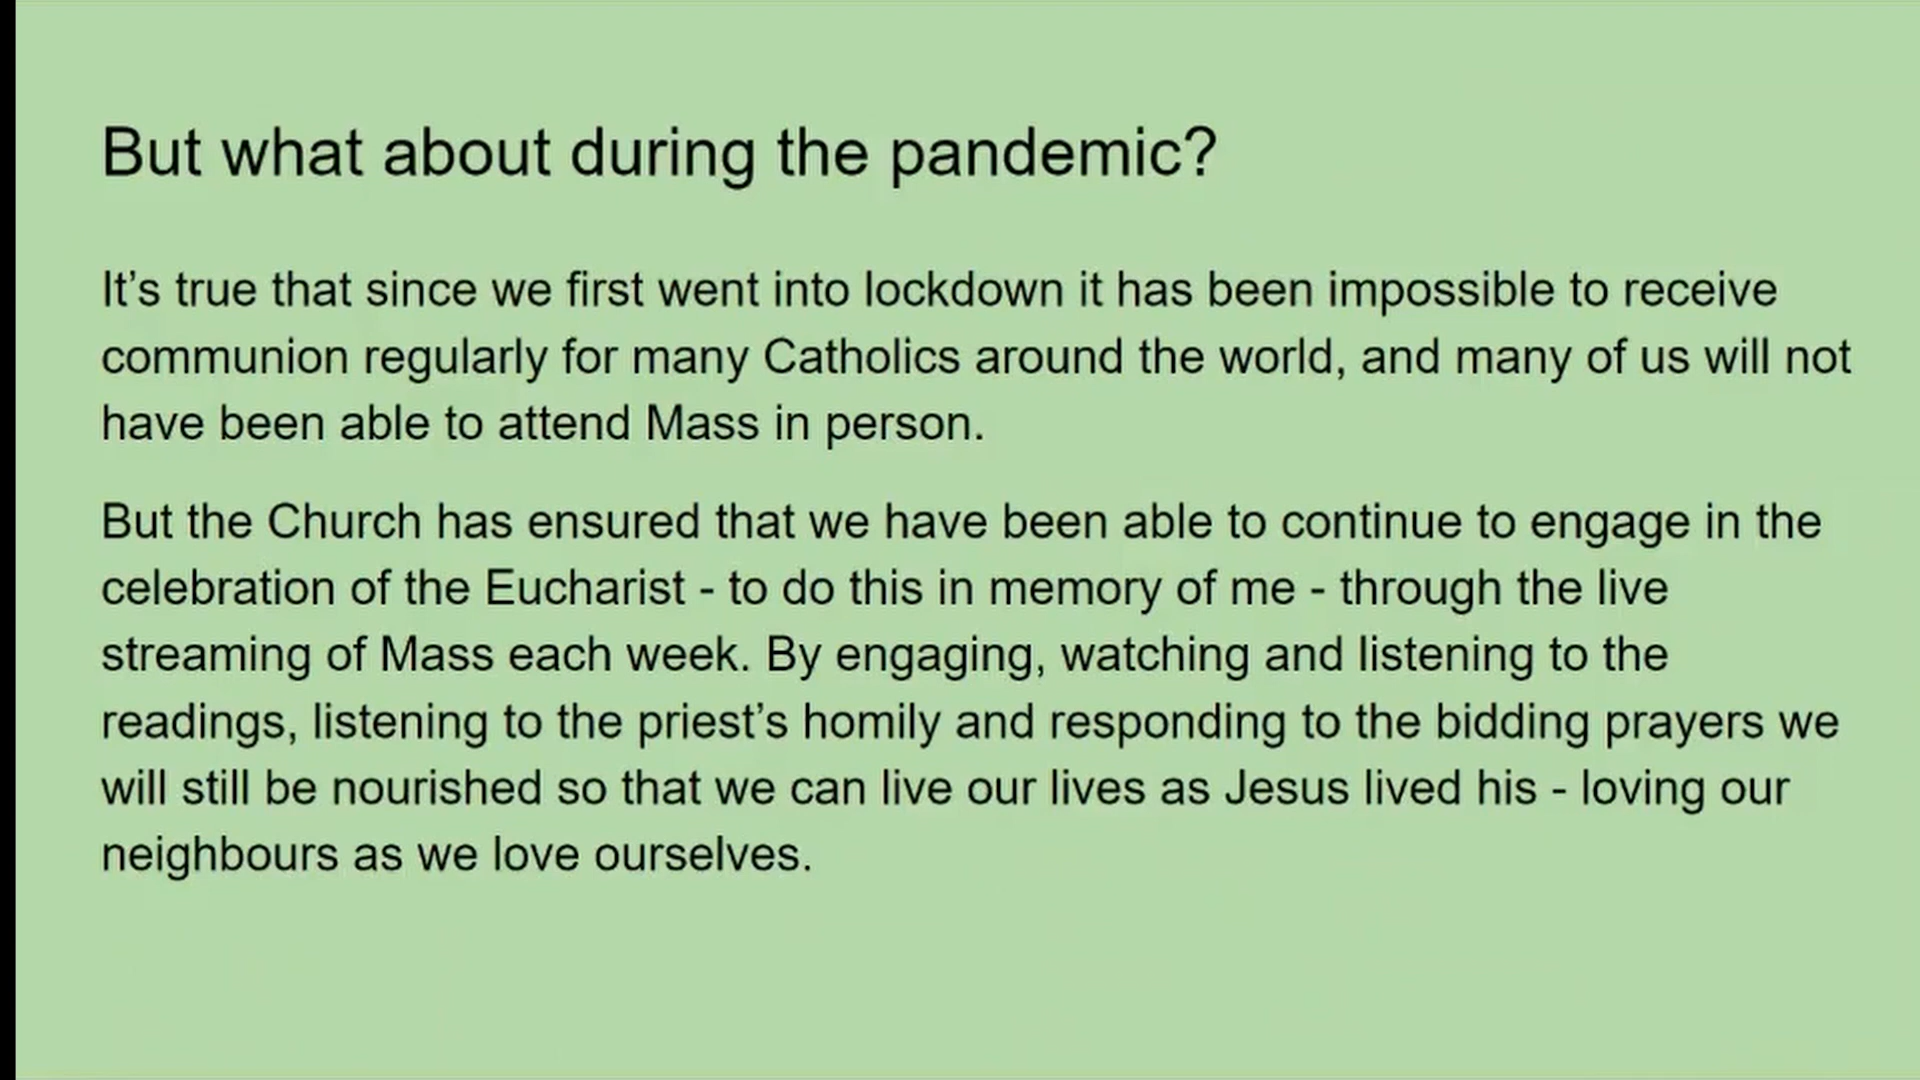 But what about during the pandemic?
It’s true that since we first went into lockdown it has been impossible to receive
communion regularly for many Catholics around the world, and many of us will not
have been able to attend Mass in person.
But the Church has ensured that we have been able to continue to engage in the
celebration of the Eucharist - to do this in memory of me - through the live
streaming of Mass each week. By engaging, watching and listening to the
readings, listening to the priest’s homily and responding to the bidding prayers we
will still be nourished so that we can live our lives as Jesus lived his - loving our
neighbours as we love ourselves.